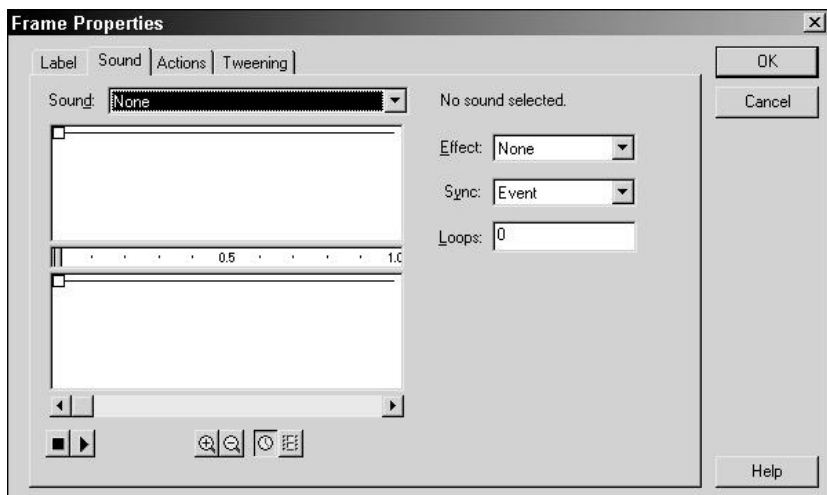 Frame Properties
Label Sound Actions Tweening
OK
Cancel
Sound: None
No sound selected.
Effect: None
Sync: Event
Loops: 0
0.5 1.0
Help